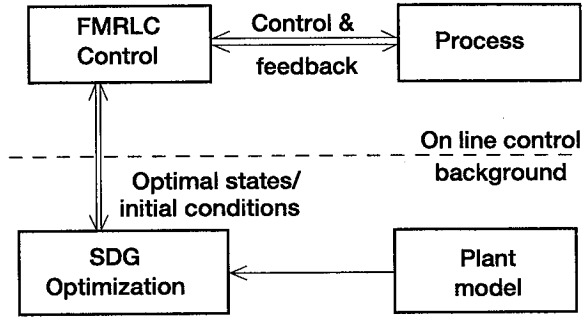 FMRLC
Control
Control &
feedback
Process
On line control
background
Optimal states/
initial conditions
SDG
Optimization
Plant
model